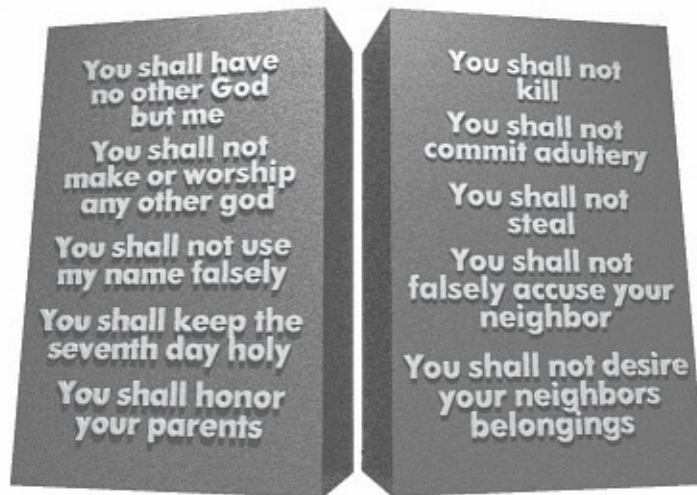 You shall have
no other God
but me
You shall not
make or worship
any other god
You shall not use
my name falsely
You shall keep the
seventh day holy
You shall honor
your parents
You shall not
kill
You shall not
commit adultery
You shall not
steal
You shall not
falsely accuse your
neighbor
You shall not desire
your neighbors
belongings